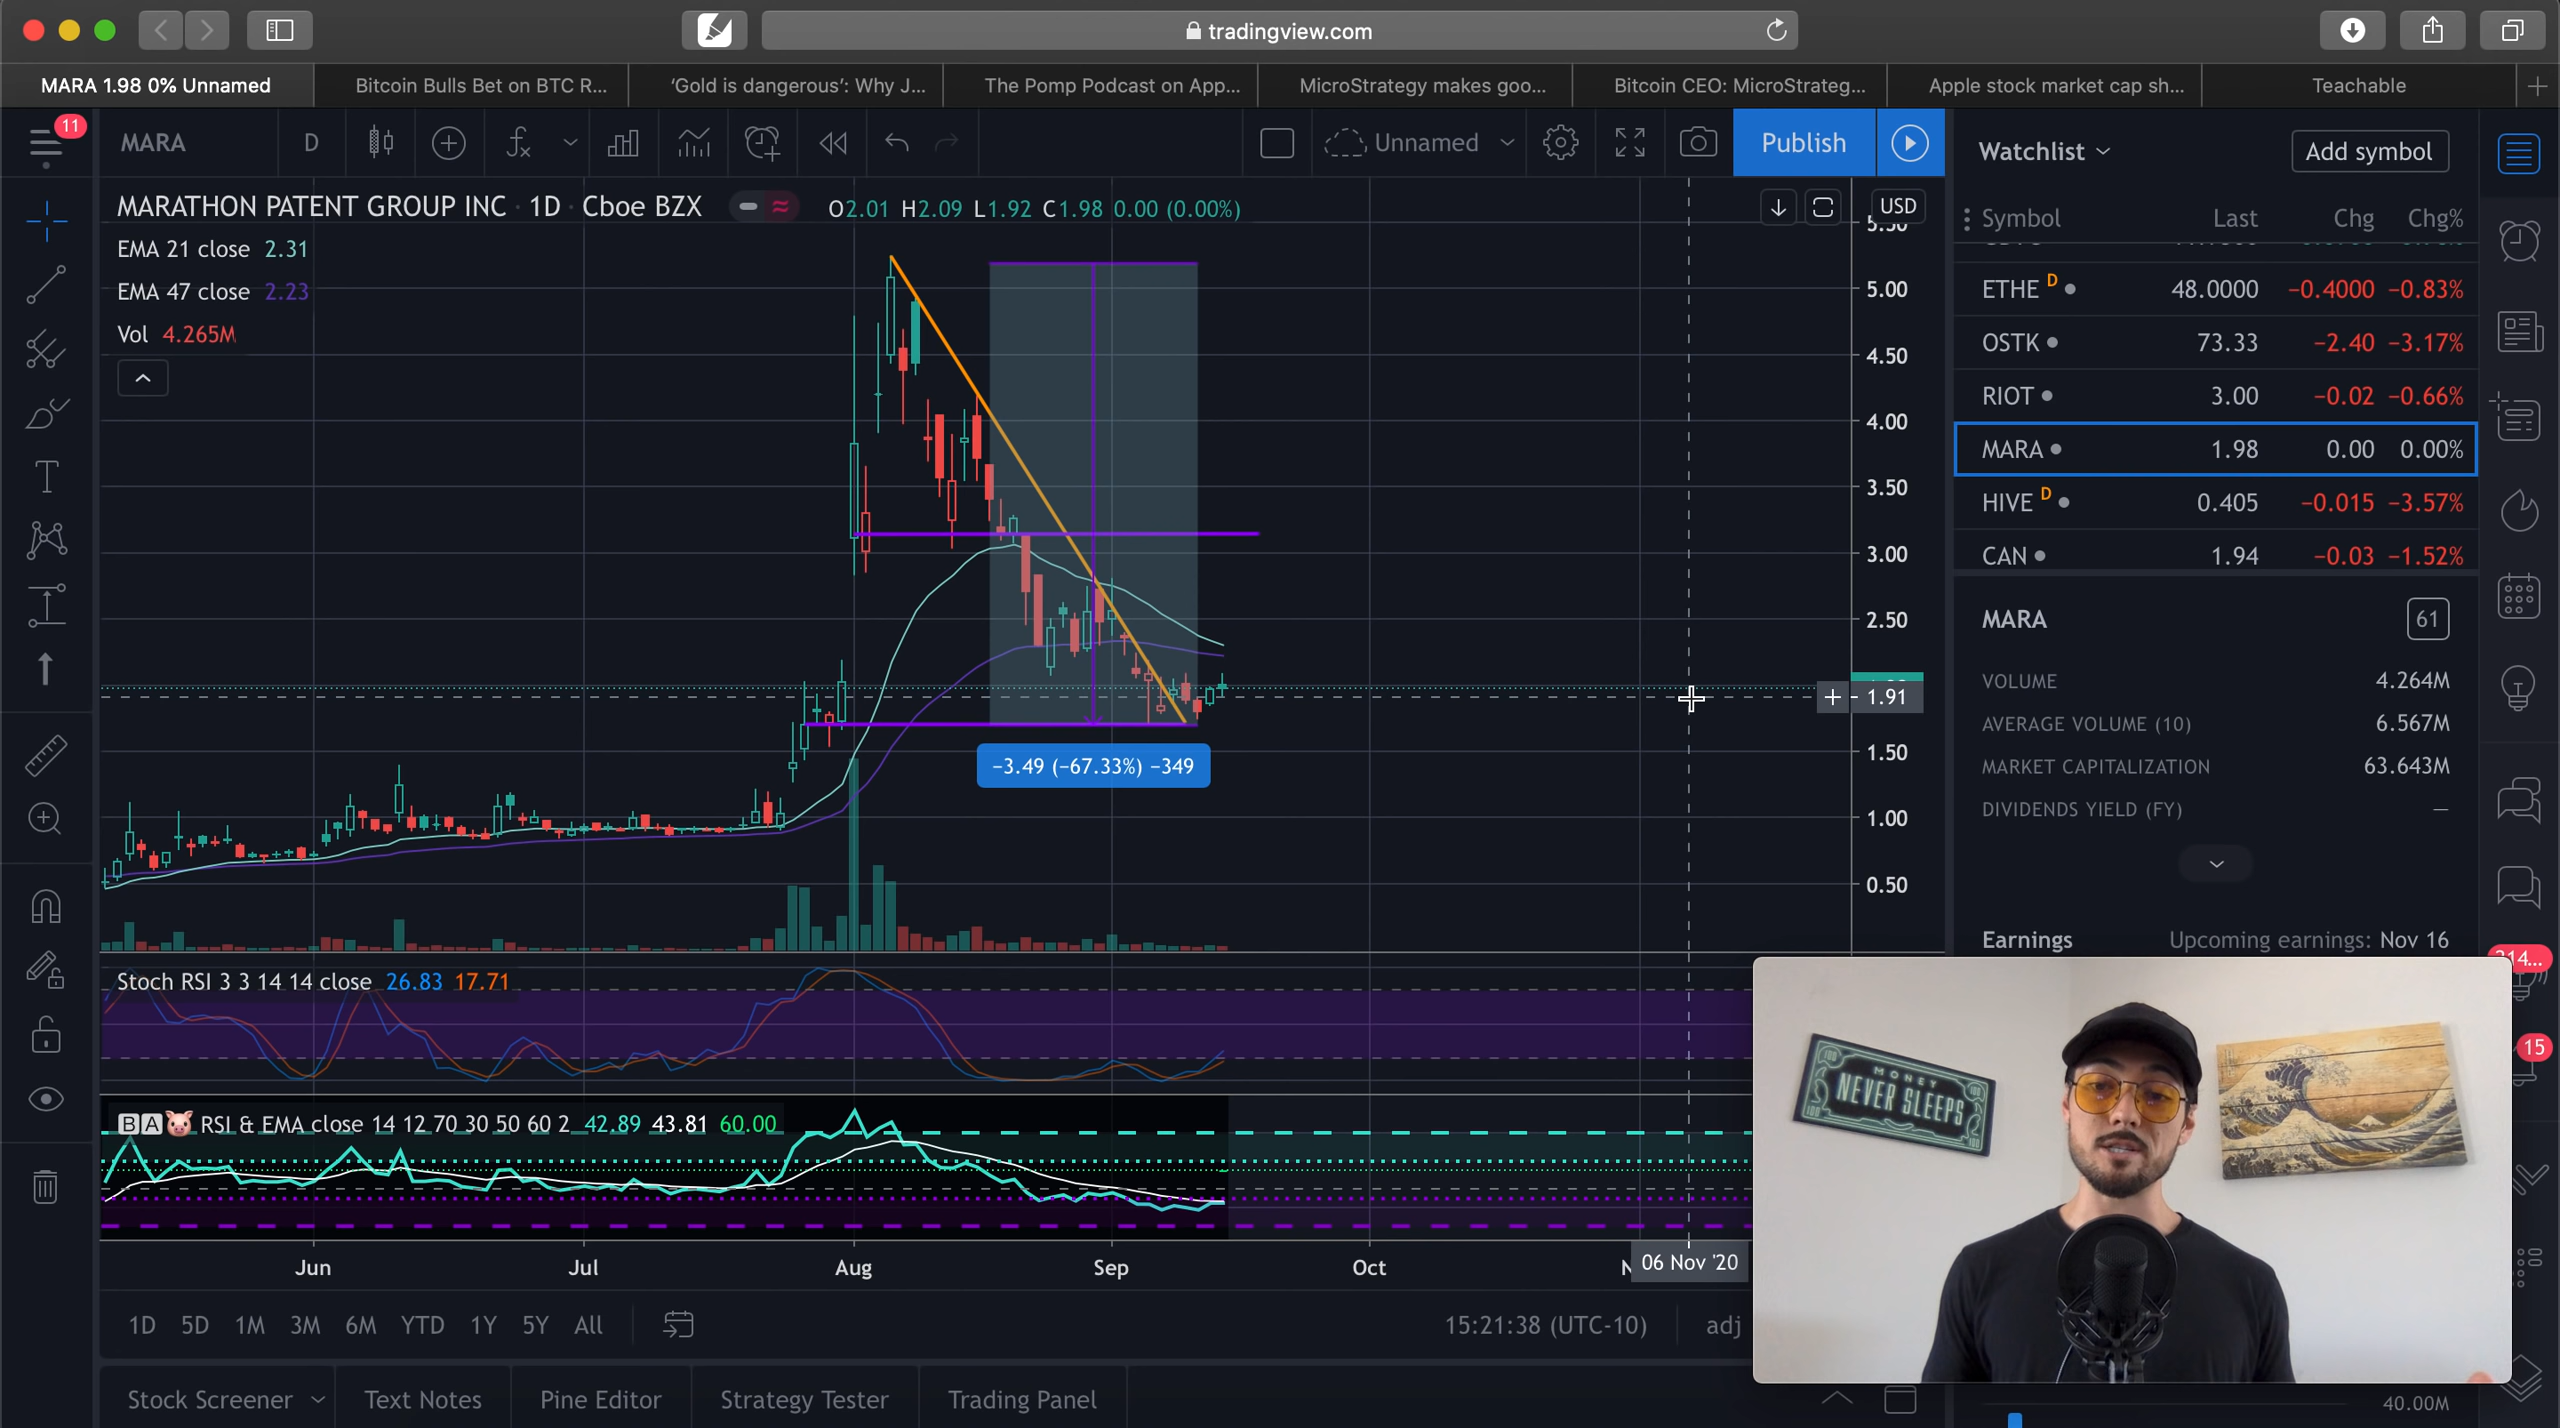 tradingview.com
MARA 1.98 0% Unnamed
Bitcoin Bulls Bet on BTC R...
'Gold is dangerous': Why J...
The Pomp Podcast on App...
MicroStrategy makes goo...
Bitcoin CEO: MicroStrateg...
Apple stock market cap sh...
Teachable
11
MARA
D
Unnamed
Publish
Watchlist
Add symbol
MARATHON PATENT GROUP INC · 1D · Cboe BZX
O2.01 H2.09 L1.92 C1.98 0.00 (0.00%)
USD
EMA 21 close 2.31
EMA 47 close 2.23
Vol 4.265M
5.00
4.50
4.00
3.50
3.00
2.50
1.91
1.50
1.00
0.50
−3.49 (−67.33%) −349
Symbol Last Chg Chg%
ETHE D 48.0000 −0.4000 −0.83%
OSTK 73.33 −2.40 −3.17%
RIOT 3.00 −0.02 −0.66%
MARA 1.98 0.00 0.00%
HIVE D 0.405 −0.015 −3.57%
CAN 1.94 −0.03 −1.52%
MARA
61
VOLUME 4.264M
AVERAGE VOLUME (10) 6.567M
MARKET CAPITALIZATION 63.643M
DIVIDENDS YIELD (FY) —
Earnings Upcoming earnings: Nov 16
Stoch RSI 3 3 14 14 close 26.83 17.71
BA🐷 RSI & EMA close 14 12 70 30 50 60 2 42.89 43.81 60.00
Jun Jul Aug Sep Oct
06 Nov '20
1D 5D 1M 3M 6M YTD 1Y 5Y All
15:21:38 (UTC-10)
adj
Stock Screener
Text Notes
Pine Editor
Strategy Tester
Trading Panel
15
100
MONEY
NEVER SLEEPS
100
100
40.00M